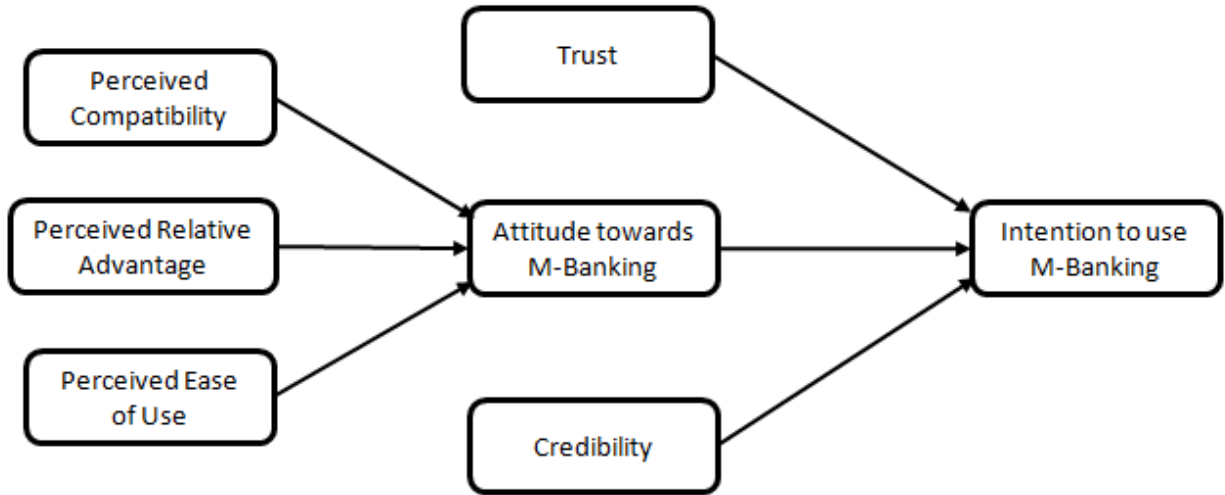 Trust
Perceived
Compatibility
Perceived Relative
Advantage
Attitude towards
M-Banking
Intention to use
M-Banking
Perceived Ease
of Use
Credibility